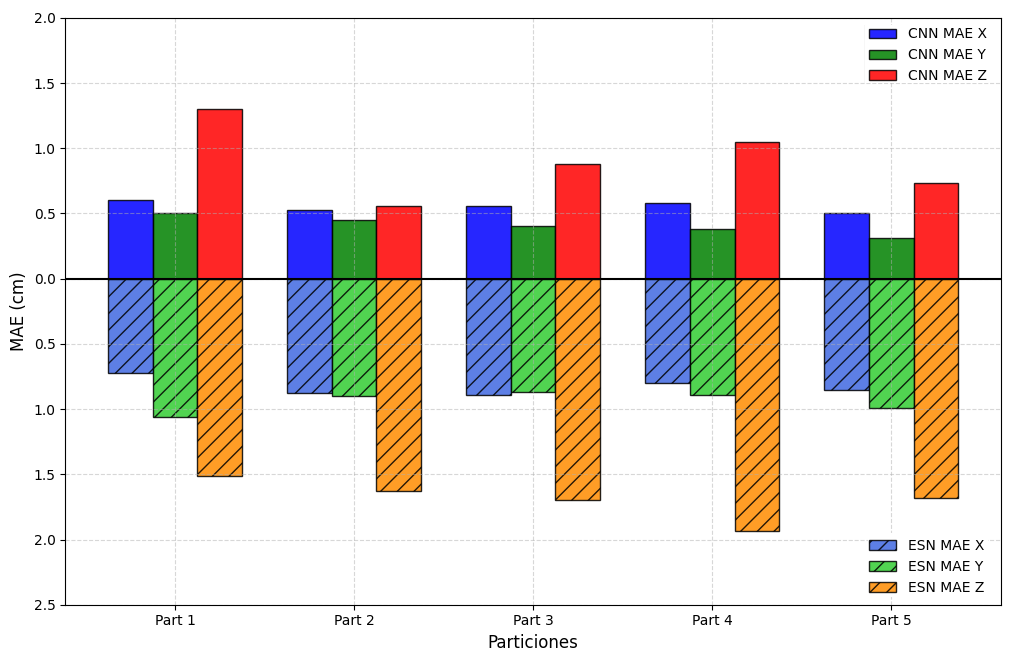 2.0
1.5
1.0
0.5
0.0
0.5
1.0
1.5
2.0
2.5
MAE (cm)
CNN MAE X
CNN MAE Y
CNN MAE Z
ESN MAE X
ESN MAE Y
ESN MAE Z
Part 1 Part 2 Part 3 Part 4 Part 5
Particiones